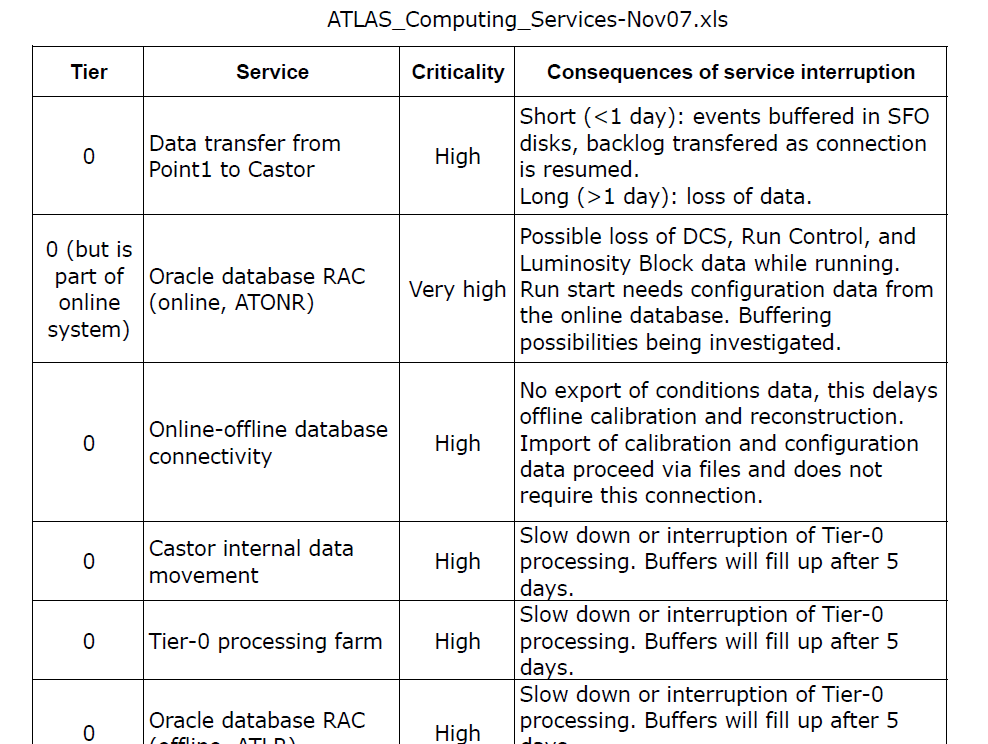 ATLAS_Computing_Services-Nov07.xls
Tier Service Criticality Consequences of service interruption
0
Data transfer from
Point1 to Castor
High
Short (<1 day): events buffered in SFO
disks, backlog transfered as connection
is resumed.
Long (>1 day): loss of data.
0 (but is
part of
online
system)
Oracle database RAC
(online, ATONR)
Very high
Possible loss of DCS, Run Control, and
Luminosity Block data while running.
Run start needs configuration data from
the online database. Buffering
possibilities being investigated.
0
Online-offline database
connectivity
High
No export of conditions data, this delays
offline calibration and reconstruction.
Import of calibration and configuration
data proceed via files and does not
require this connection.
0
Castor internal data
movement
High
Slow down or interruption of Tier-0
processing. Buffers will fill up after 5
days.
0
Tier-0 processing farm
High
Slow down or interruption of Tier-0
processing. Buffers will fill up after 5
days.
0
Oracle database RAC
(offline,
High
Slow down or interruption of Tier-0
processing. Buffers will fill up after 5
days.